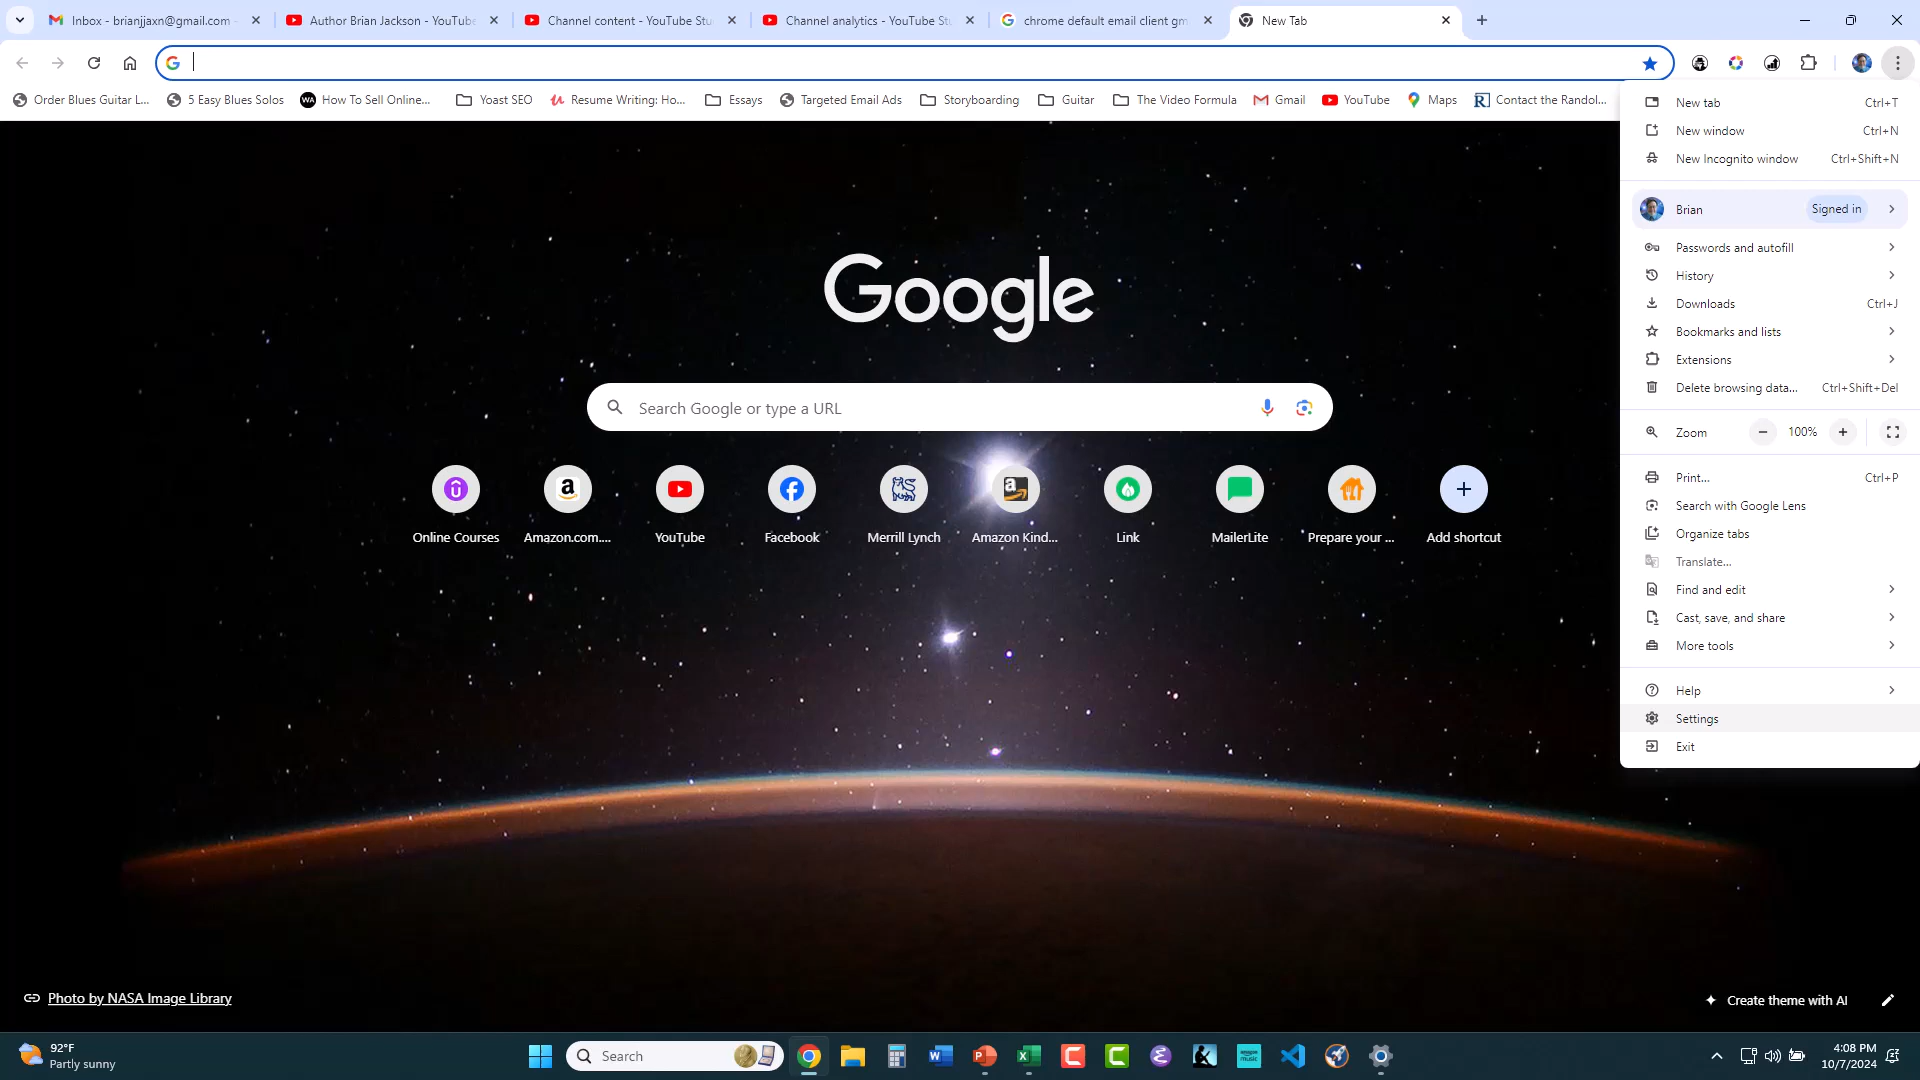 Inbox - brianjjaxn@gmail.com -
Author Brian Jackson - YouTube
Channel content - YouTube Stu
Channel analytics - YouTube Stu
chrome default email client gm
New Tab
Order Blues Guitar L...
5 Easy Blues Solos
WA
How To Sell Online...
Yoast SEO
Resume Writing: Ho...
Essays
Targeted Email Ads
Storyboarding
Guitar
The Video Formula
Gmail
YouTube
Maps
R
Contact the Randol...
New tab Ctrl+T
New window Ctrl+N
New Incognito window Ctrl+Shift+N
Brian Signed in
Passwords and autofill
History
Downloads Ctrl+J
Bookmarks and lists
Extensions
Delete browsing data... Ctrl+Shift+Del
Zoom − 100% +
Print... Ctrl+P
Search with Google Lens
Organize tabs
Translate...
Find and edit
Cast, save, and share
More tools
Help
Settings
Exit
Google
Search Google or type a URL
Online Courses
Amazon.com....
YouTube
Facebook
Merrill Lynch
Amazon Kind...
Link
MailerLite
Prepare your ...
Add shortcut
Photo by NASA Image Library
Create theme with AI
92°F
Partly sunny
Search
4:08 PM
10/7/2024